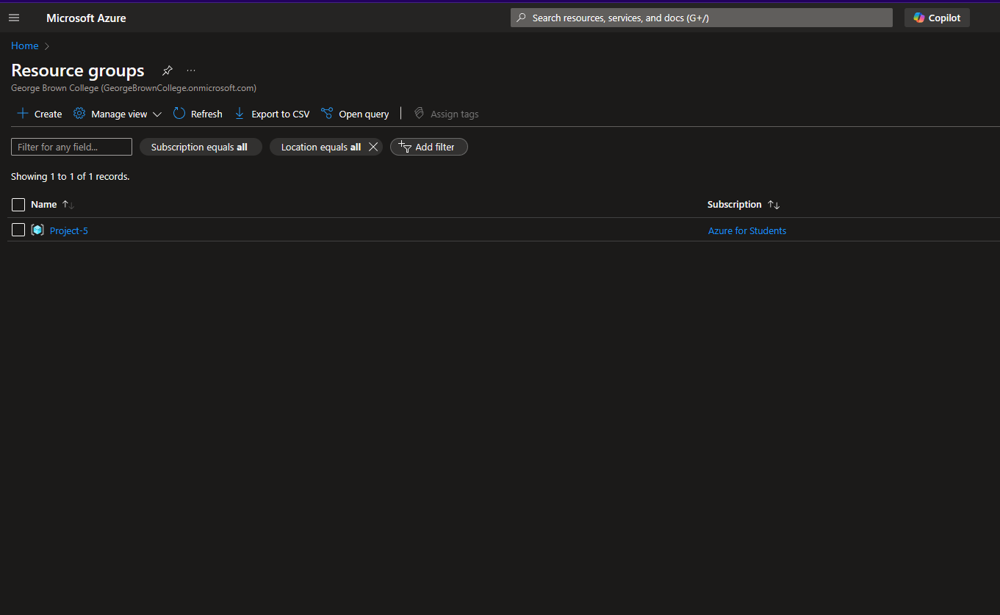 Microsoft Azure
Search resources, services, and docs (G+/)
Copilot
Home
Resource groups
George Brown College (GeorgeBrownCollege.onmicrosoft.com)
Create Manage view Refresh Export to CSV Open query Assign tags
Filter for any field... Subscription equals all Location equals all Add filter
Showing 1 to 1 of 1 records.
Name Subscription
Project-5 Azure for Students